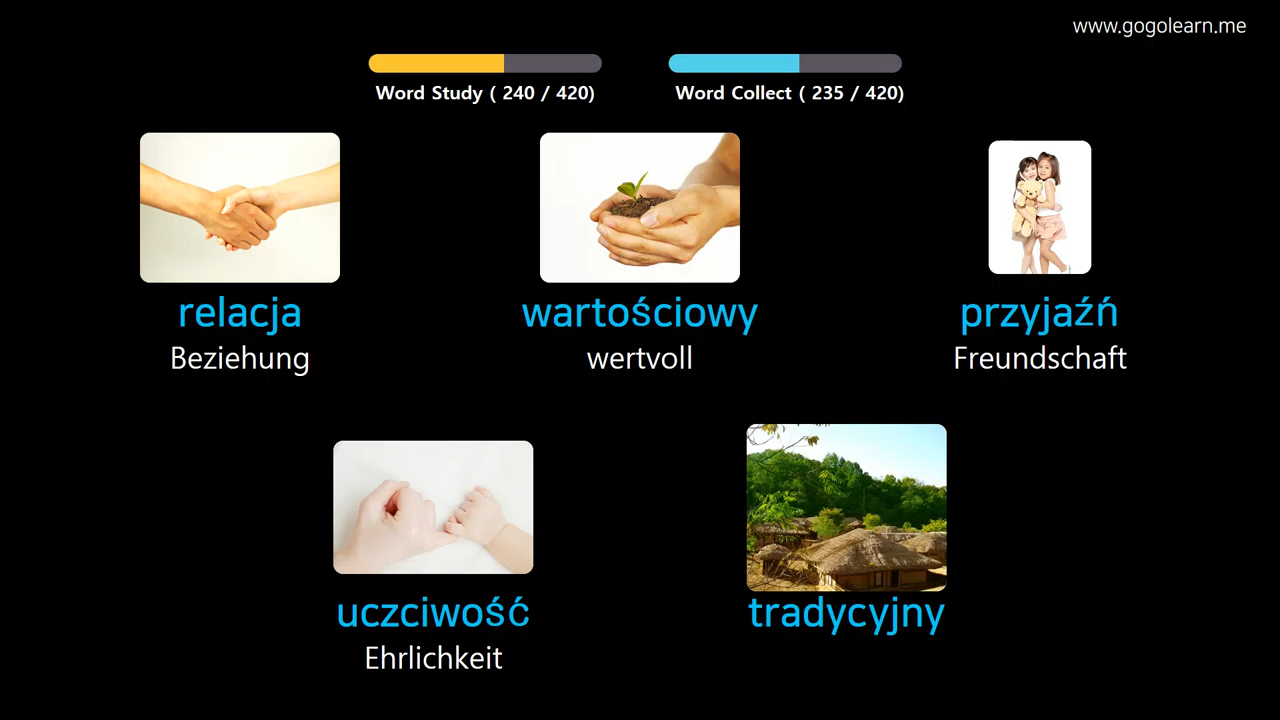 www.gogolearn.me
Word Study ( 240 / 420)
Word Collect ( 235 / 420)
relacja
Beziehung
wartościowy
wertvoll
przyjaźń
Freundschaft
uczciwość
Ehrlichkeit
tradycyjny